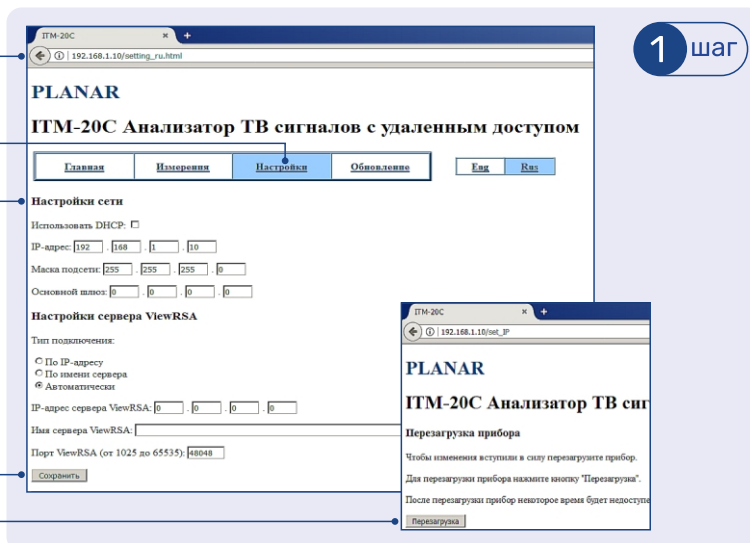 1 шаг
ITM-20C
192.168.1.10/setting_ru.html
PLANAR
ИТМ-20С Анализатор ТВ сигналов с удаленным доступом
Главная Измерения Настройки Обновление Eng Rus
Настройки сети
Использовать DHCP:
IP-адрес: 192 . 168 . 1 . 10
Маска подсети: 255 . 255 . 255 . 0
Основной шлюз: 0 . 0 . 0 . 0
Настройки сервера ViewRSA
Тип подключения:
По IP-адресу
По имени сервера
Автоматически
IP-адрес сервера ViewRSA: 0 . 0 . 0 . 0
Имя сервера ViewRSA:
Порт ViewRSA (от 1025 до 65535): 48048
Сохранить
ITM-20C
192.168.1.10/set_IP
PLANAR
ИТМ-20С Анализатор ТВ сиг
Перезагрузка прибора
Чтобы изменения вступили в силу перезагрузите прибор.
Для перезагрузки прибора нажмите кнопку "Перезагрузка".
После перезагрузки прибор некоторое время будет недоступе
Перезагрузка